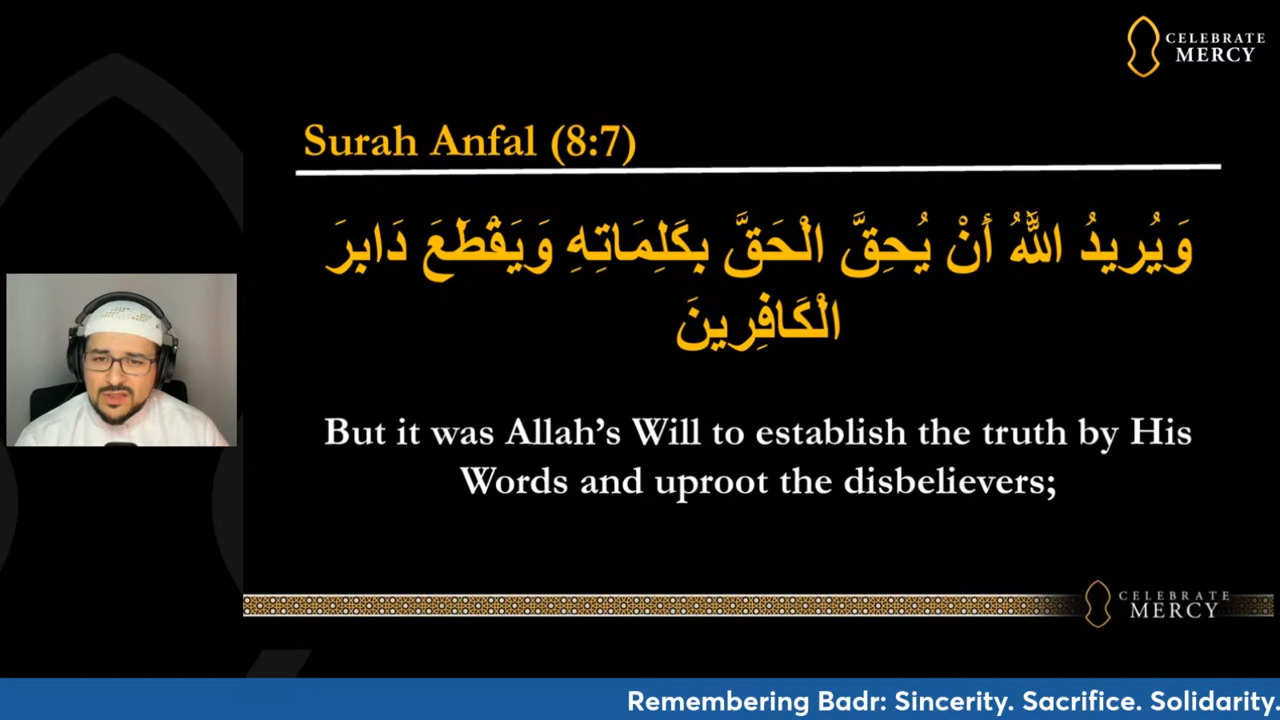 CELEBRATE
MERCY
Surah Anfal (8:7)
وَيُرِيدُ اللَّهُ أَنْ يُحِقَّ الْحَقَّ بِكَلِمَاتِهِ وَيَقْطَعَ دَابِرَ
الْكَافِرِينَ
But it was Allah’s Will to establish the truth by His
Words and uproot the disbelievers;
CELEBRATE
MERCY
Remembering Badr: Sincerity. Sacrifice. Solidarity.